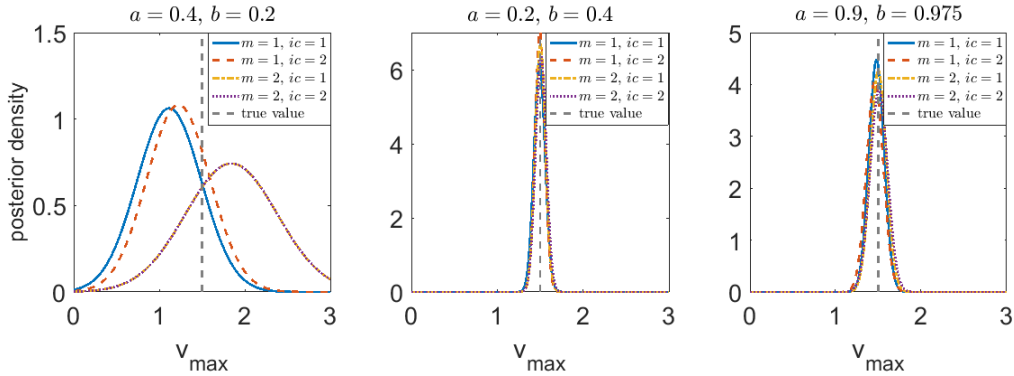 a = 0.4, b = 0.2
posterior density
1.5
1
0.5
0
0
1
2
3
v_max
m = 1, ic = 1
m = 1, ic = 2
m = 2, ic = 1
m = 2, ic = 2
true value
a = 0.2, b = 0.4
6
4
2
0
0
1
2
3
v_max
m = 1, ic = 1
m = 1, ic = 2
m = 2, ic = 1
m = 2, ic = 2
true value
a = 0.9, b = 0.975
5
4
3
2
1
0
0
1
2
3
v_max
m = 1, ic = 1
m = 1, ic = 2
m = 2, ic = 1
m = 2, ic = 2
true value